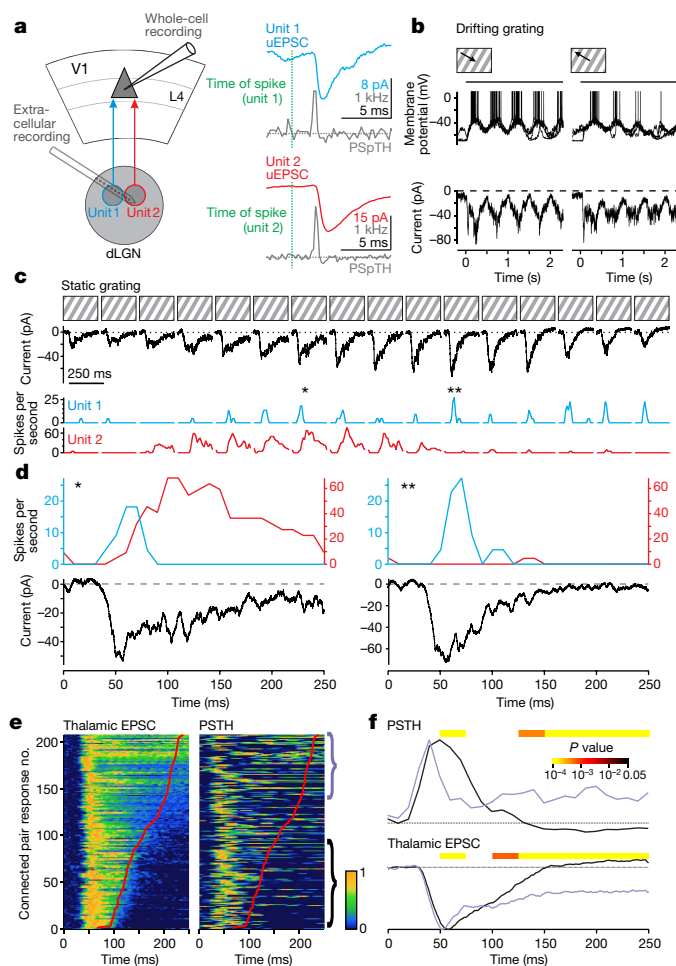 a
Whole-cell
recording
V1
L4
Extra-
cellular
recording
Unit 1
Unit 2
dLGN
Unit 1
uEPSC
Time of spike
(unit 1)
8 pA
1 kHz
5 ms
PSpTH
Unit 2
uEPSC
Time of spike
(unit 2)
15 pA
1 kHz
5 ms
PSpTH
b
Drifting grating
Membrane
potential (mV)
0
-40
Current (pA)
0
-40
-80
0 1 2
0 1 2
Time (s)
Time (s)
c
Static grating
Current (pA)
0
-40
250 ms
* **
Spikes per
second
25
0
Unit 1
60
0
Unit 2
d
*
Spikes per
second
20
10
0
60
40
20
0
**
20
10
0
60
40
20
0
Current (pA)
0
-20
-40
0
-20
-40
-60
0 50 100 150 200 250
0 50 100 150 200 250
Time (ms)
Time (ms)
e
Thalamic EPSC
PSTH
Connected pair response no.
200
150
100
50
0
0 100 200
0 100 200
Time (ms)
Time (ms)
1
0
f
PSTH
P value
10-4 10-3 10-2 0.05
Thalamic EPSC
0 50 100 150 200 250
Time (ms)